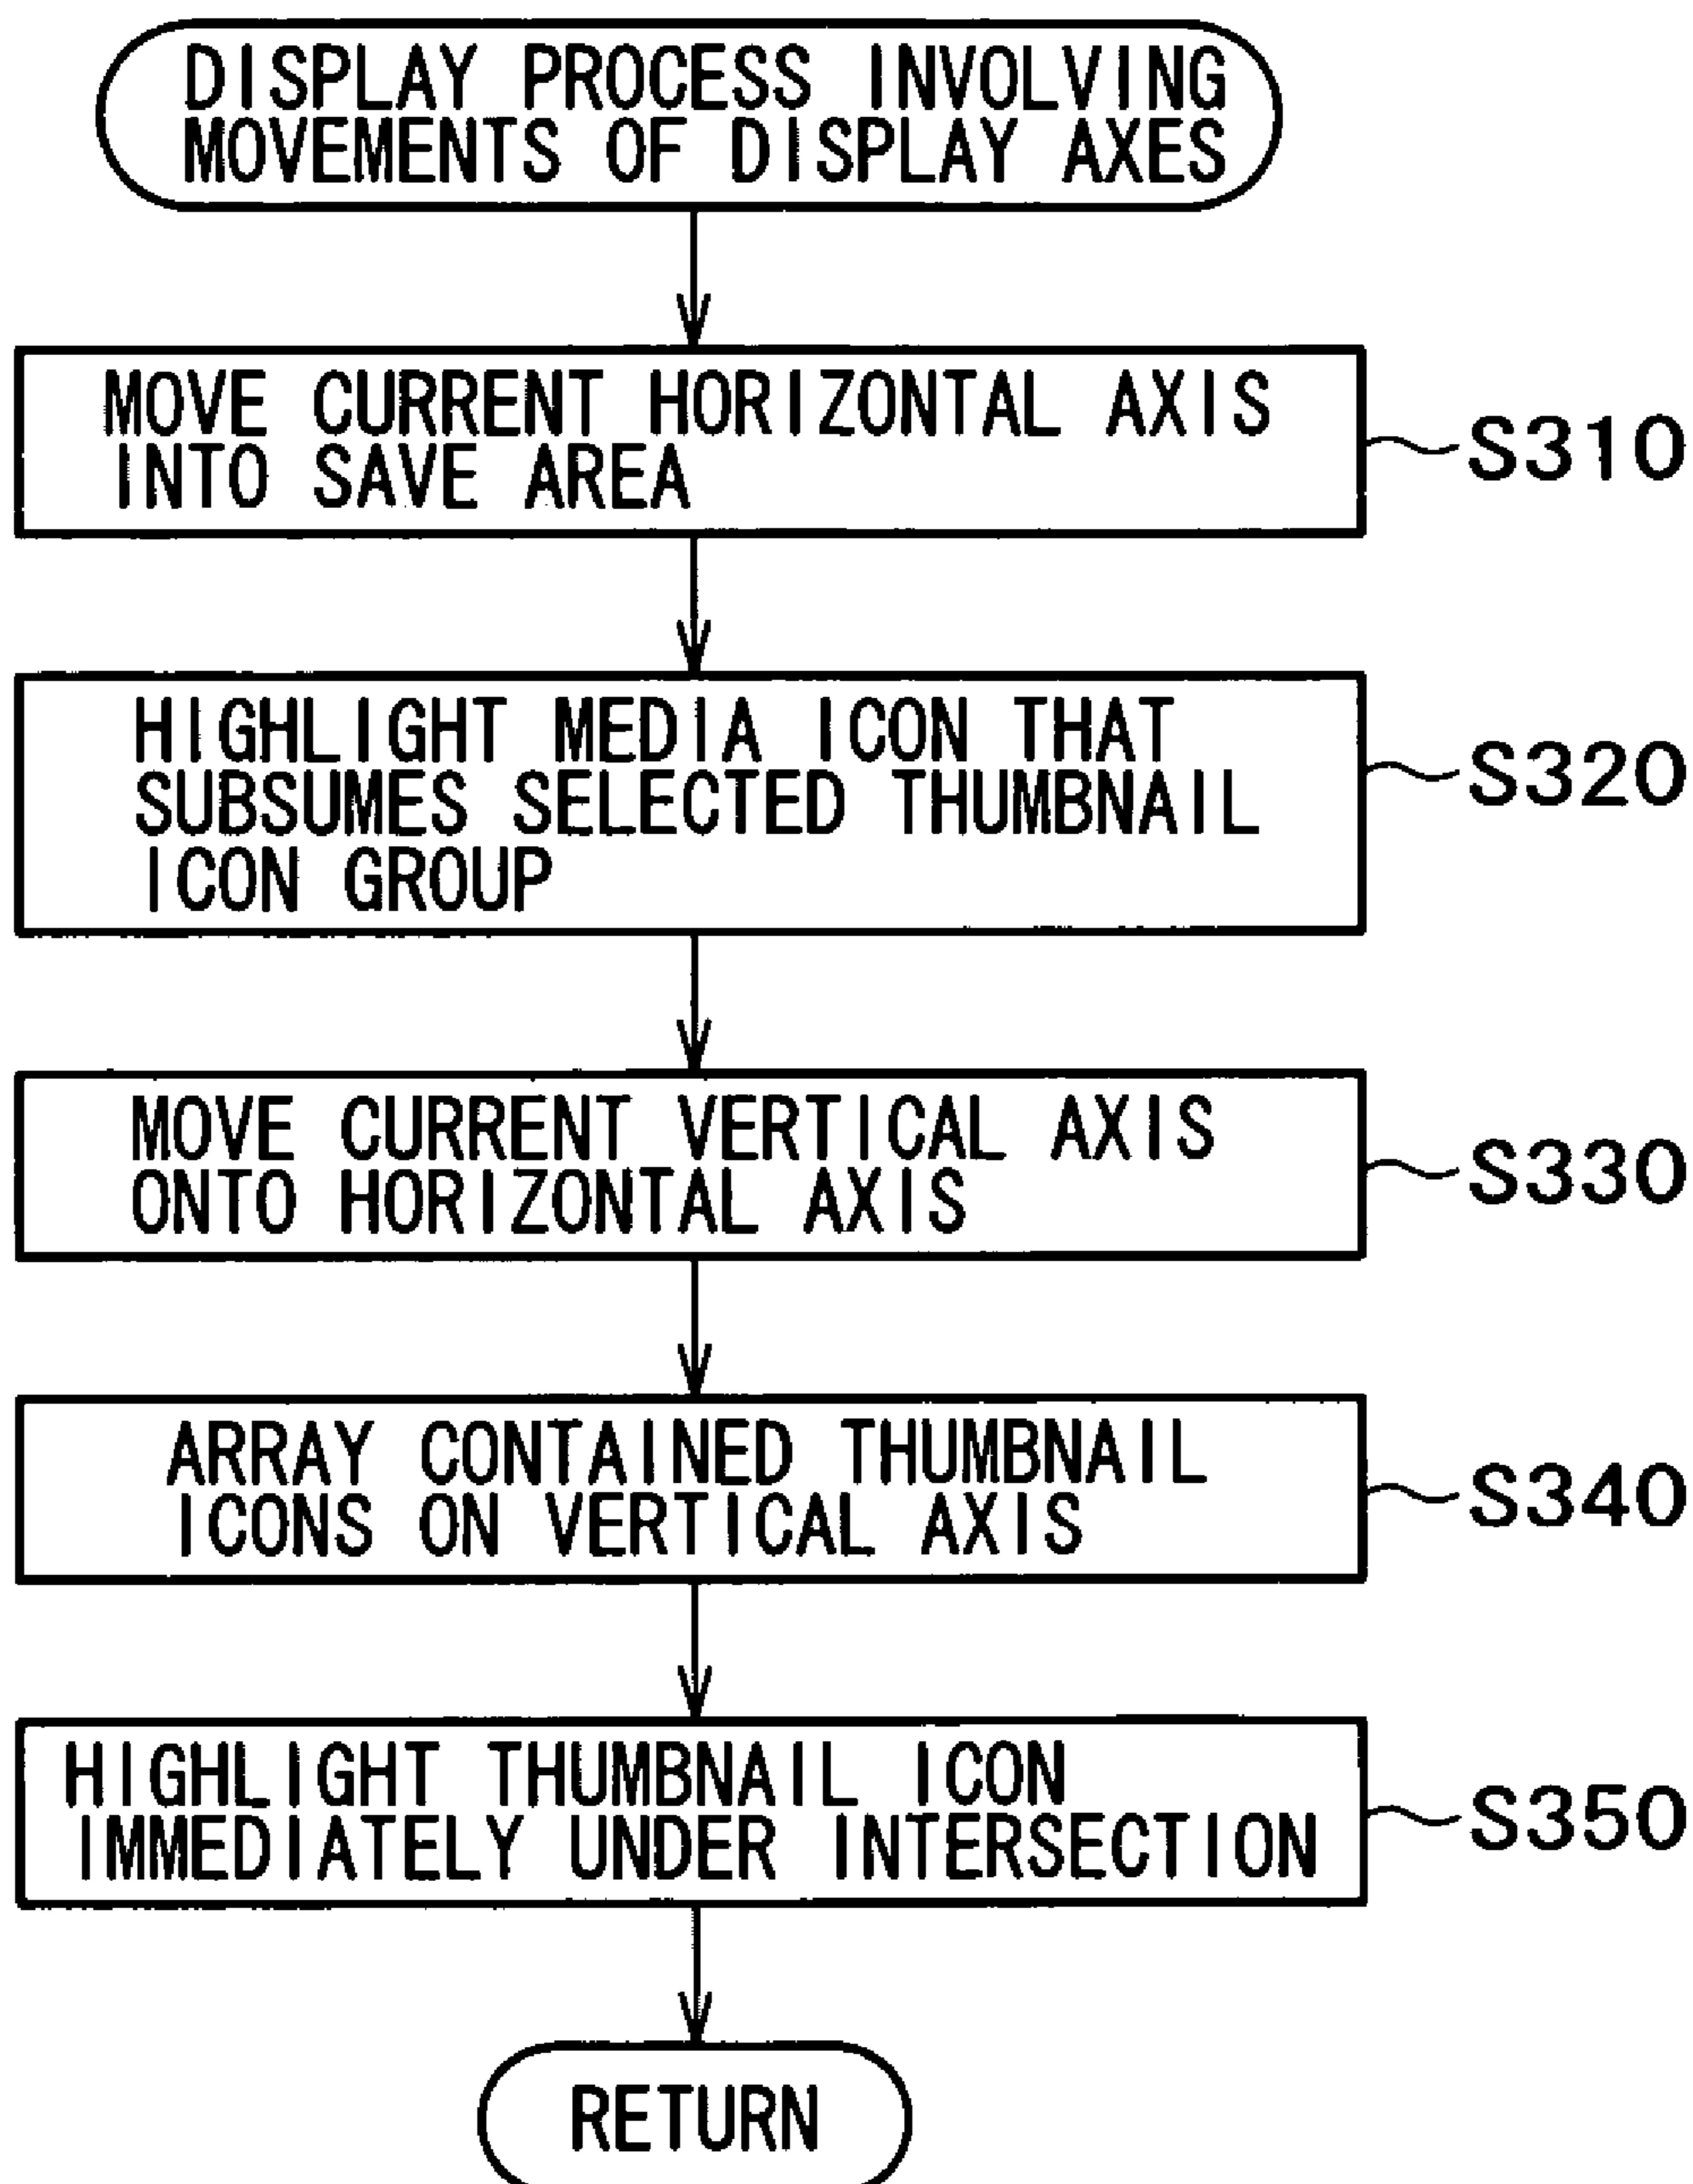 DISPLAY PROCESS INVOLVING
MOVEMENTS OF DISPLAY AXES
MOVE CURRENT HORIZONTAL AXIS
INTO SAVE AREA
S310
HIGHLIGHT MEDIA ICON THAT
SUBSUMES SELECTED THUMBNAIL
ICON GROUP
S320
MOVE CURRENT VERTICAL AXIS
ONTO HORIZONTAL AXIS
S330
ARRAY CONTAINED THUMBNAIL
ICONS ON VERTICAL AXIS
S340
HIGHLIGHT THUMBNAIL ICON
IMMEDIATELY UNDER INTERSECTION
S350
RETURN